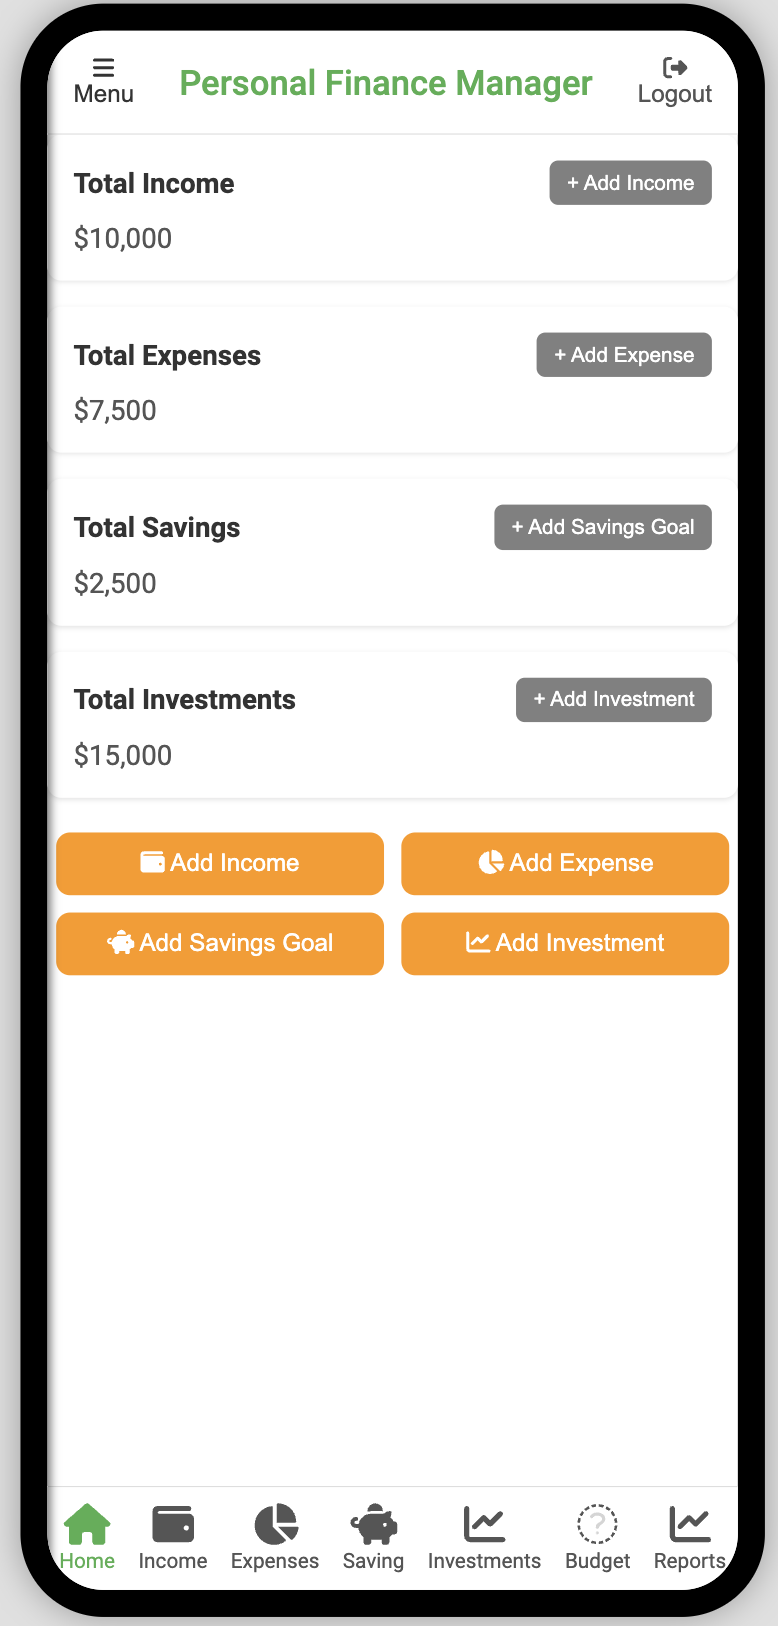 Menu
Personal Finance Manager
Logout
Total Income
+ Add Income
$10,000
Total Expenses
+ Add Expense
$7,500
Total Savings
+ Add Savings Goal
$2,500
Total Investments
+ Add Investment
$15,000
Add Income
Add Expense
Add Savings Goal
Add Investment
?
Home
Income
Expenses
Saving
Investments
Budget
Reports